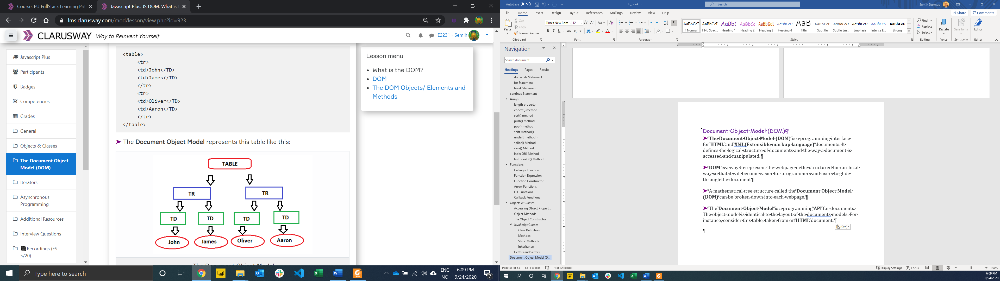 Course: EU FullStack Learning Pat
Javascript Plus: JS DOM: What is
lms.clarusway.com/mod/lesson/view.php?id=923
CLARUSWAY Way to Reinvent Yourself
E2231 - Semih
Javascript Plus
Participants
Badges
Competencies
Grades
General
Objects & Classes
The Document Object
Model (DOM)
Iterators
Asynchronous
Programming
Additional Resources
Interview Questions
Recordings (FS-
5/20)
<table>
<tr>
<td>John</TD>
<td>James</TD>
</tr>
<tr>
<td>Oliver</TD>
<td>Aaron</TD>
</tr>
</table>
➤ The Document Object Model represents this table like this:
TABLE
TR TR
TD TD TD TD
John James Oliver Aaron
The Document Object Model
Lesson menu
• What is the DOM?
• DOM
• The DOM Objects/ Elements and
Methods
Type here to search
ENG
NO
6:09 PM
9/24/2020
7
AutoSave Off
JS_Book
Search
Semih Durmus
File Home Insert Design Layout References Mailings Review View Help
Share Comments
Paste
Cut
Copy
Format Painter
Clipboard
Times New Rom 12
Font
Paragraph
AaBbCcI AaBbCcI AaBbC AaBbCc AaBbCcI AaBbCcD AaB AaBbCcD AaBbCcD AaBbCcD AaBbCcD AaBbCcD
¶ Normal ¶ No Spac... Heading 1 Heading 2 Heading 3 Heading 4 Title Subtitle Subtle Em... Emphasis Intense E... Strong
Styles
Find
Replace
Select
Editing
Dictate
Voice
Sensitivity
Sensitivity
Editor
Editor
Navigation
Search document
Headings Pages Results
do...while Statement
for Statement
break Statement
continue Statement
Arrays
length property
concat() method
sort() method
push() method
pop() method
shift method()
unshift method()
splice() Method
slice() Method
indexOf() Method
lastIndexOf() Method
Functions
Calling a Function
Function Expression
Function Constructor
Arrow Functions
IIFE Functions
Callback Functions
Objects & Classes
Accessing Object Propert...
Object Methods
The Object Constructor
JavaScript Classes
Class Definition
Methods
Static Methods
Inheritance
Getters and Setters
Document Object Model (D...
Document·Object·Model·(DOM)¶
➤°The·Document·Object·Model·(DOM)°is·a·programming·interface·
for°HTML°and°XML(Extensible·markup·language)°documents.·It·
defines·the·logical·structure·of·documents·and·the·way·a·document·is·
accessed·and·manipulated.¶
➤°DOM°is·a·way·to·represent·the·webpage·in·the·structured·hierarchical·
way·so·that·it·will·become·easier·for·programmers·and·users·to·glide·
through·the·document¶
➤°A·mathematical·tree·structure·called·the°Document·Object·Model·
(DOM)°can·be·broken·down·into·each·webpage.¶
➤°The°Document·Object·Model°is·a·programming°API°for·documents.·
The·object·model·is·identical·to·the·layout·of·the·documents·models.·For·
instance,·consider·this·table,·taken·from·an°HTML°document:¶
(Ctrl)
¶
Page 53 of 53 6511 words Afar (Djibouti)
Display Settings Focus 100%
6:09 PM
9/24/2020